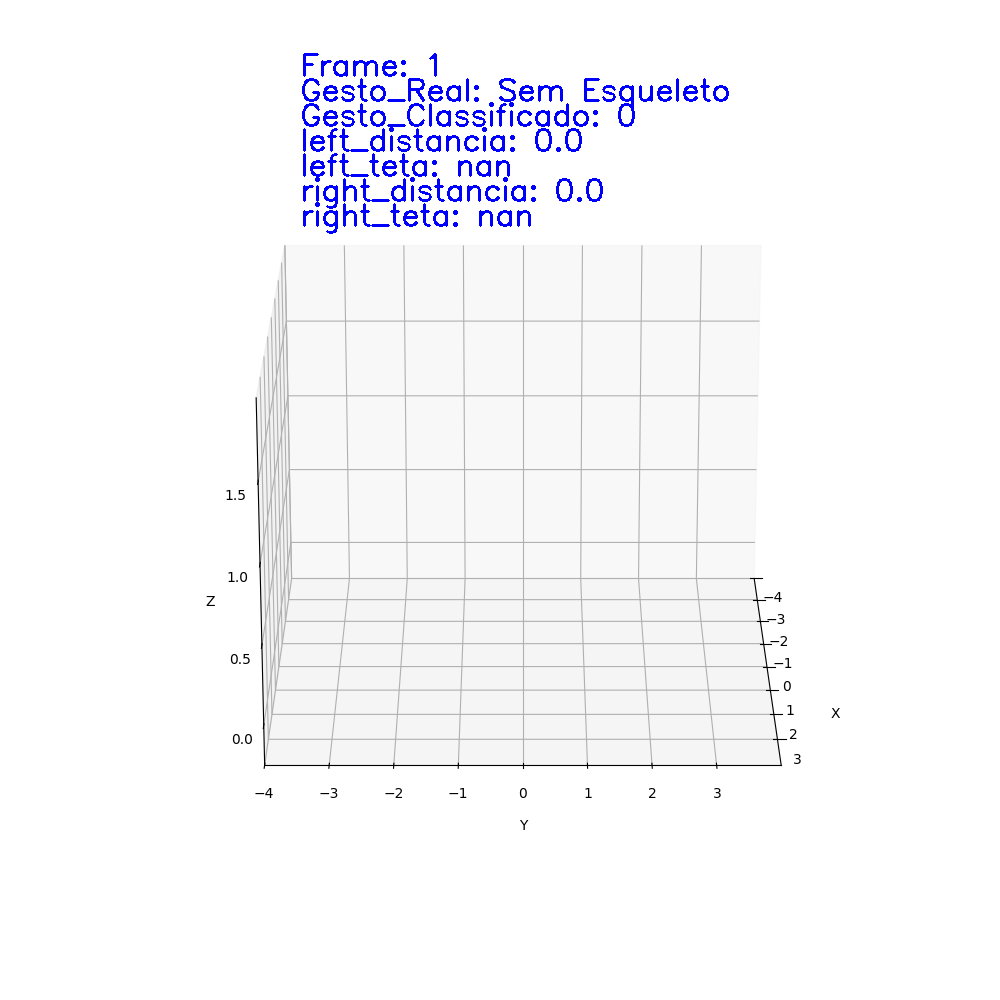 Frame: 1
Gesto_Real: Sem Esqueleto
Gesto_Classificado: 0
left_distancia: 0.0
left_teta: nan
right_distancia: 0.0
right_teta: nan
1.5
1.0
Z
0.5
0.0
−4
−3
−2
−1
0
1
X
2
3
−4 −3 −2 −1 0 1 2 3
Y